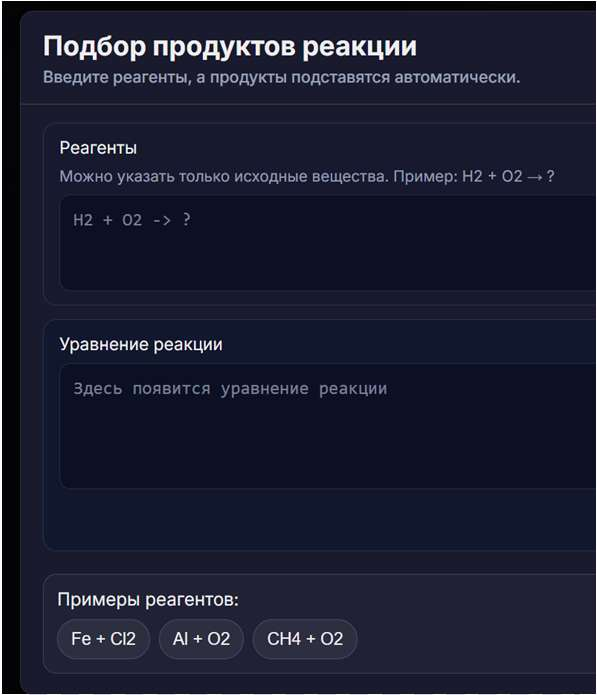 Подбор продуктов реакции
Введите реагенты, а продукты подставятся автоматически.
Реагенты
Можно указать только исходные вещества. Пример: H2 + O2 → ?
H2 + O2 -> ?
Уравнение реакции
Здесь появится уравнение реакции
Примеры реагентов:
Fe + Cl2 Al + O2 CH4 + O2